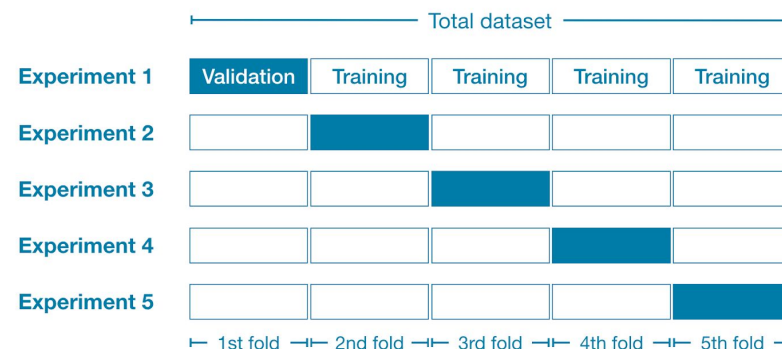 Total dataset
Experiment 1 Validation Training Training Training Training
Experiment 2
Experiment 3
Experiment 4
Experiment 5
1st fold 2nd fold 3rd fold 4th fold 5th fold